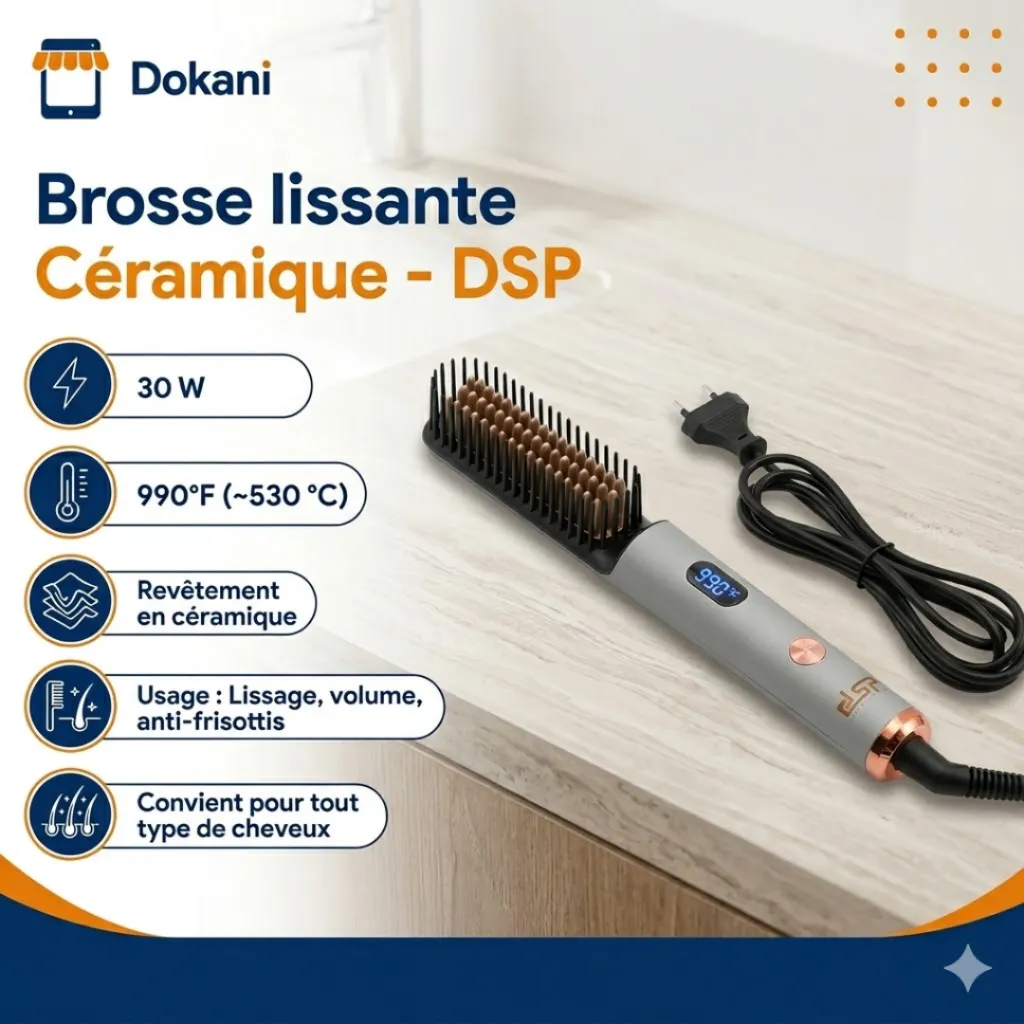 Dokani
Brosse lissante
Céramique - DSP
30 W
990°F (~530 °C)
Revêtement
en céramique
Usage : Lissage, volume,
anti-frisottis
Convient pour tout
type de cheveux
990°F
DSP